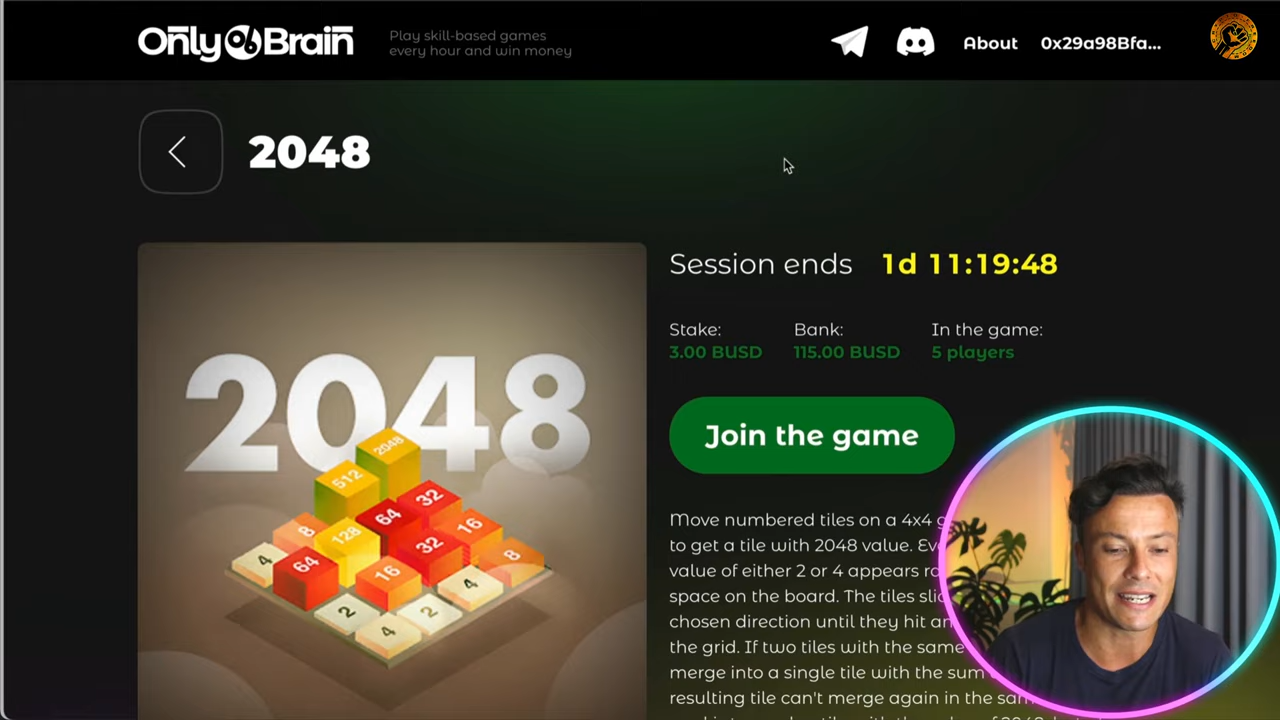 Only Brain
Play skill-based games
every hour and win money
About
0x29a98Bfa...
2048
Session ends 1d 11:19:48
Stake: Bank: In the game:
3.00 BUSD 115.00 BUSD 5 players
Join the game
2048
2048
512
32
8
64
16
128
32
8
4
64
16
4
2
2
4
Move numbered tiles on a 4x4
to get a tile with 2048 value.
value of either 2 or 4 appears
space on the board. The tiles
chosen direction until they hit
the grid. If two tiles with the same
merge into a single tile with the sum
resulting tile can't merge again in the